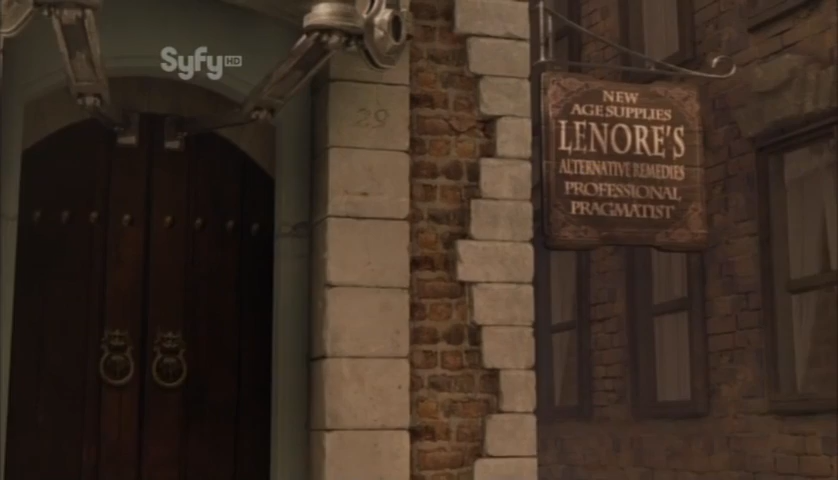 Syfy HD
29
NEW
AGE SUPPLIES
LENORE'S
ALTERNATIVE REMEDIES
PROFESSIONAL
PRAGMATIST